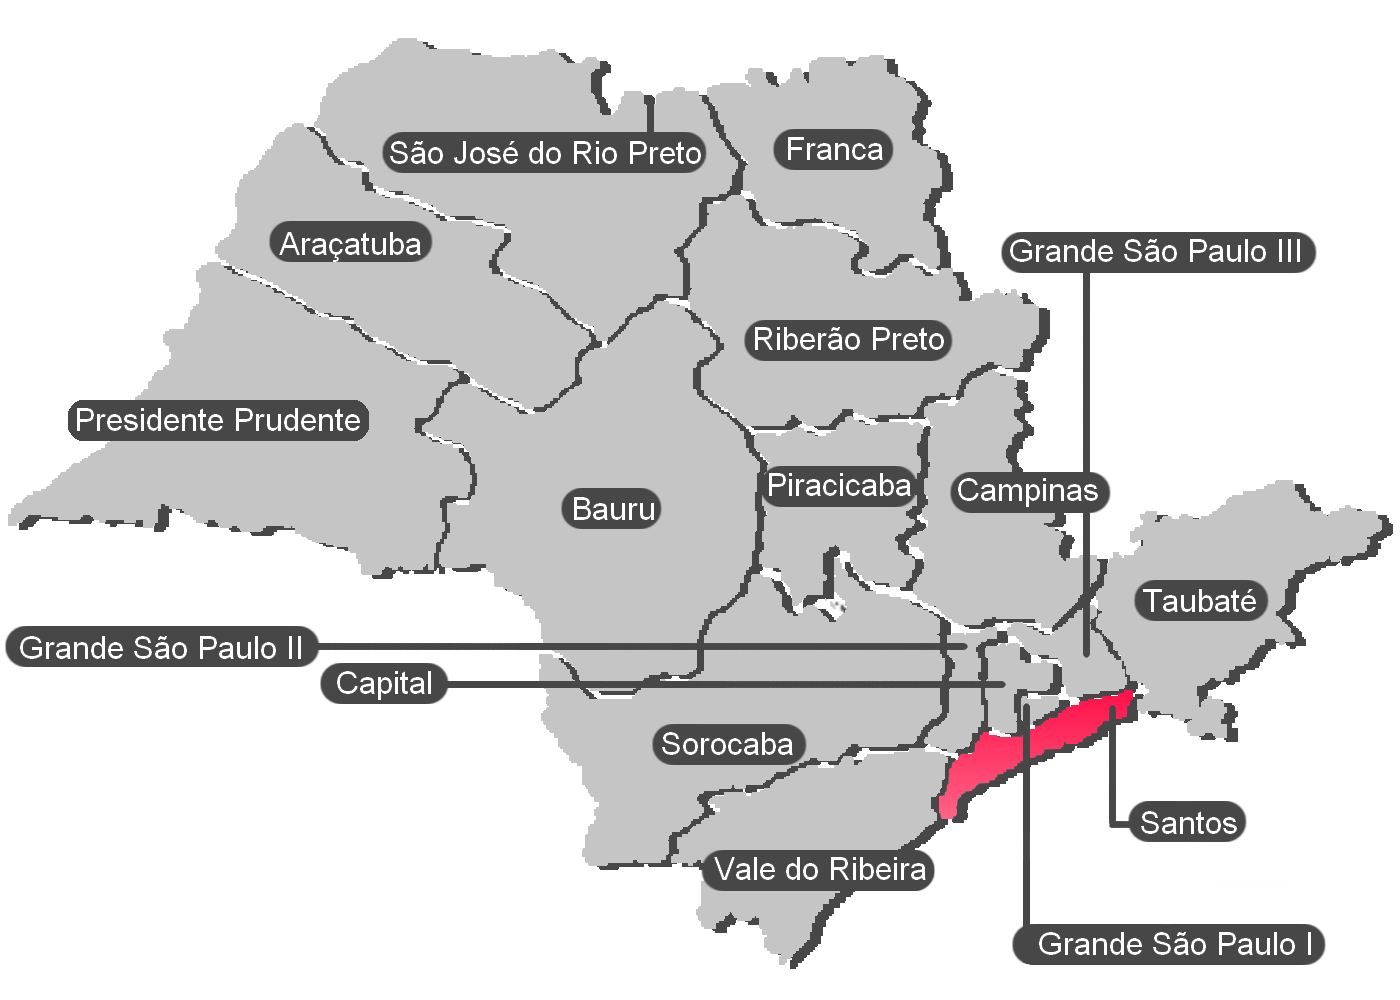 São José do Rio Preto
Franca
Araçatuba
Grande São Paulo III
Riberão Preto
Presidente Prudente
Piracicaba
Campinas
Bauru
Taubaté
Grande São Paulo II
Capital
Sorocaba
Santos
Vale do Ribeira
Grande São Paulo I